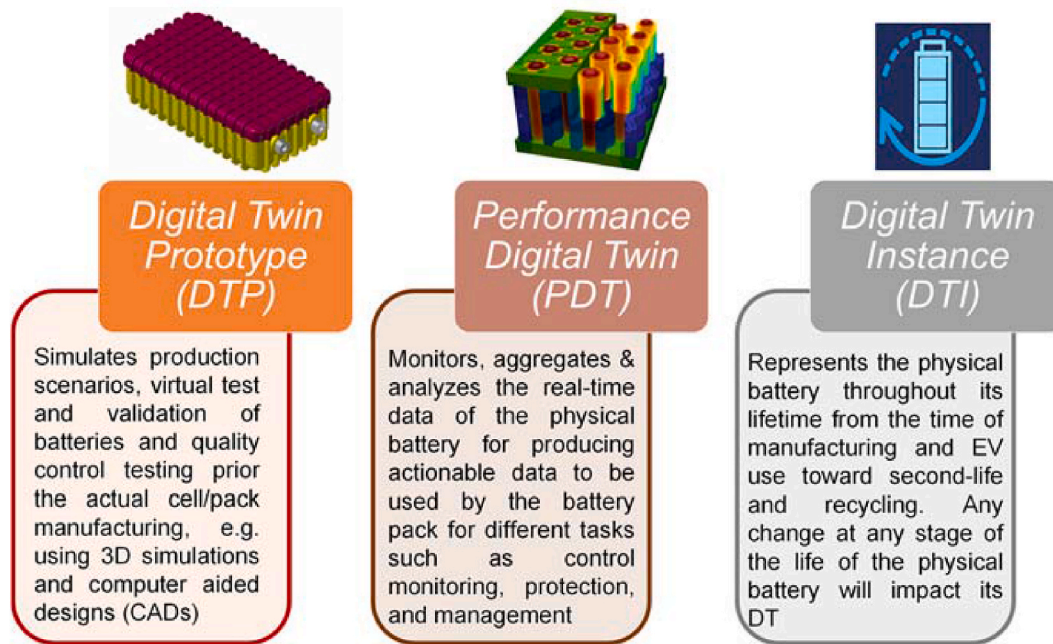 Digital Twin
Prototype
(DTP)
Simulates production
scenarios, virtual test
and validation of
batteries and quality
control testing prior
the actual cell/pack
manufacturing, e.g.
using 3D simulations
and computer aided
designs (CADs)
Performance
Digital Twin
(PDT)
Monitors, aggregates &
analyzes the real-time
data of the physical
battery for producing
actionable data to be
used by the battery
pack for different tasks
such as control
monitoring, protection,
and management
Digital Twin
Instance
(DTI)
Represents the physical
battery throughout its
lifetime from the time of
manufacturing and EV
use toward second-life
and recycling. Any
change at any stage of
the life of the physical
battery will impact its
DT